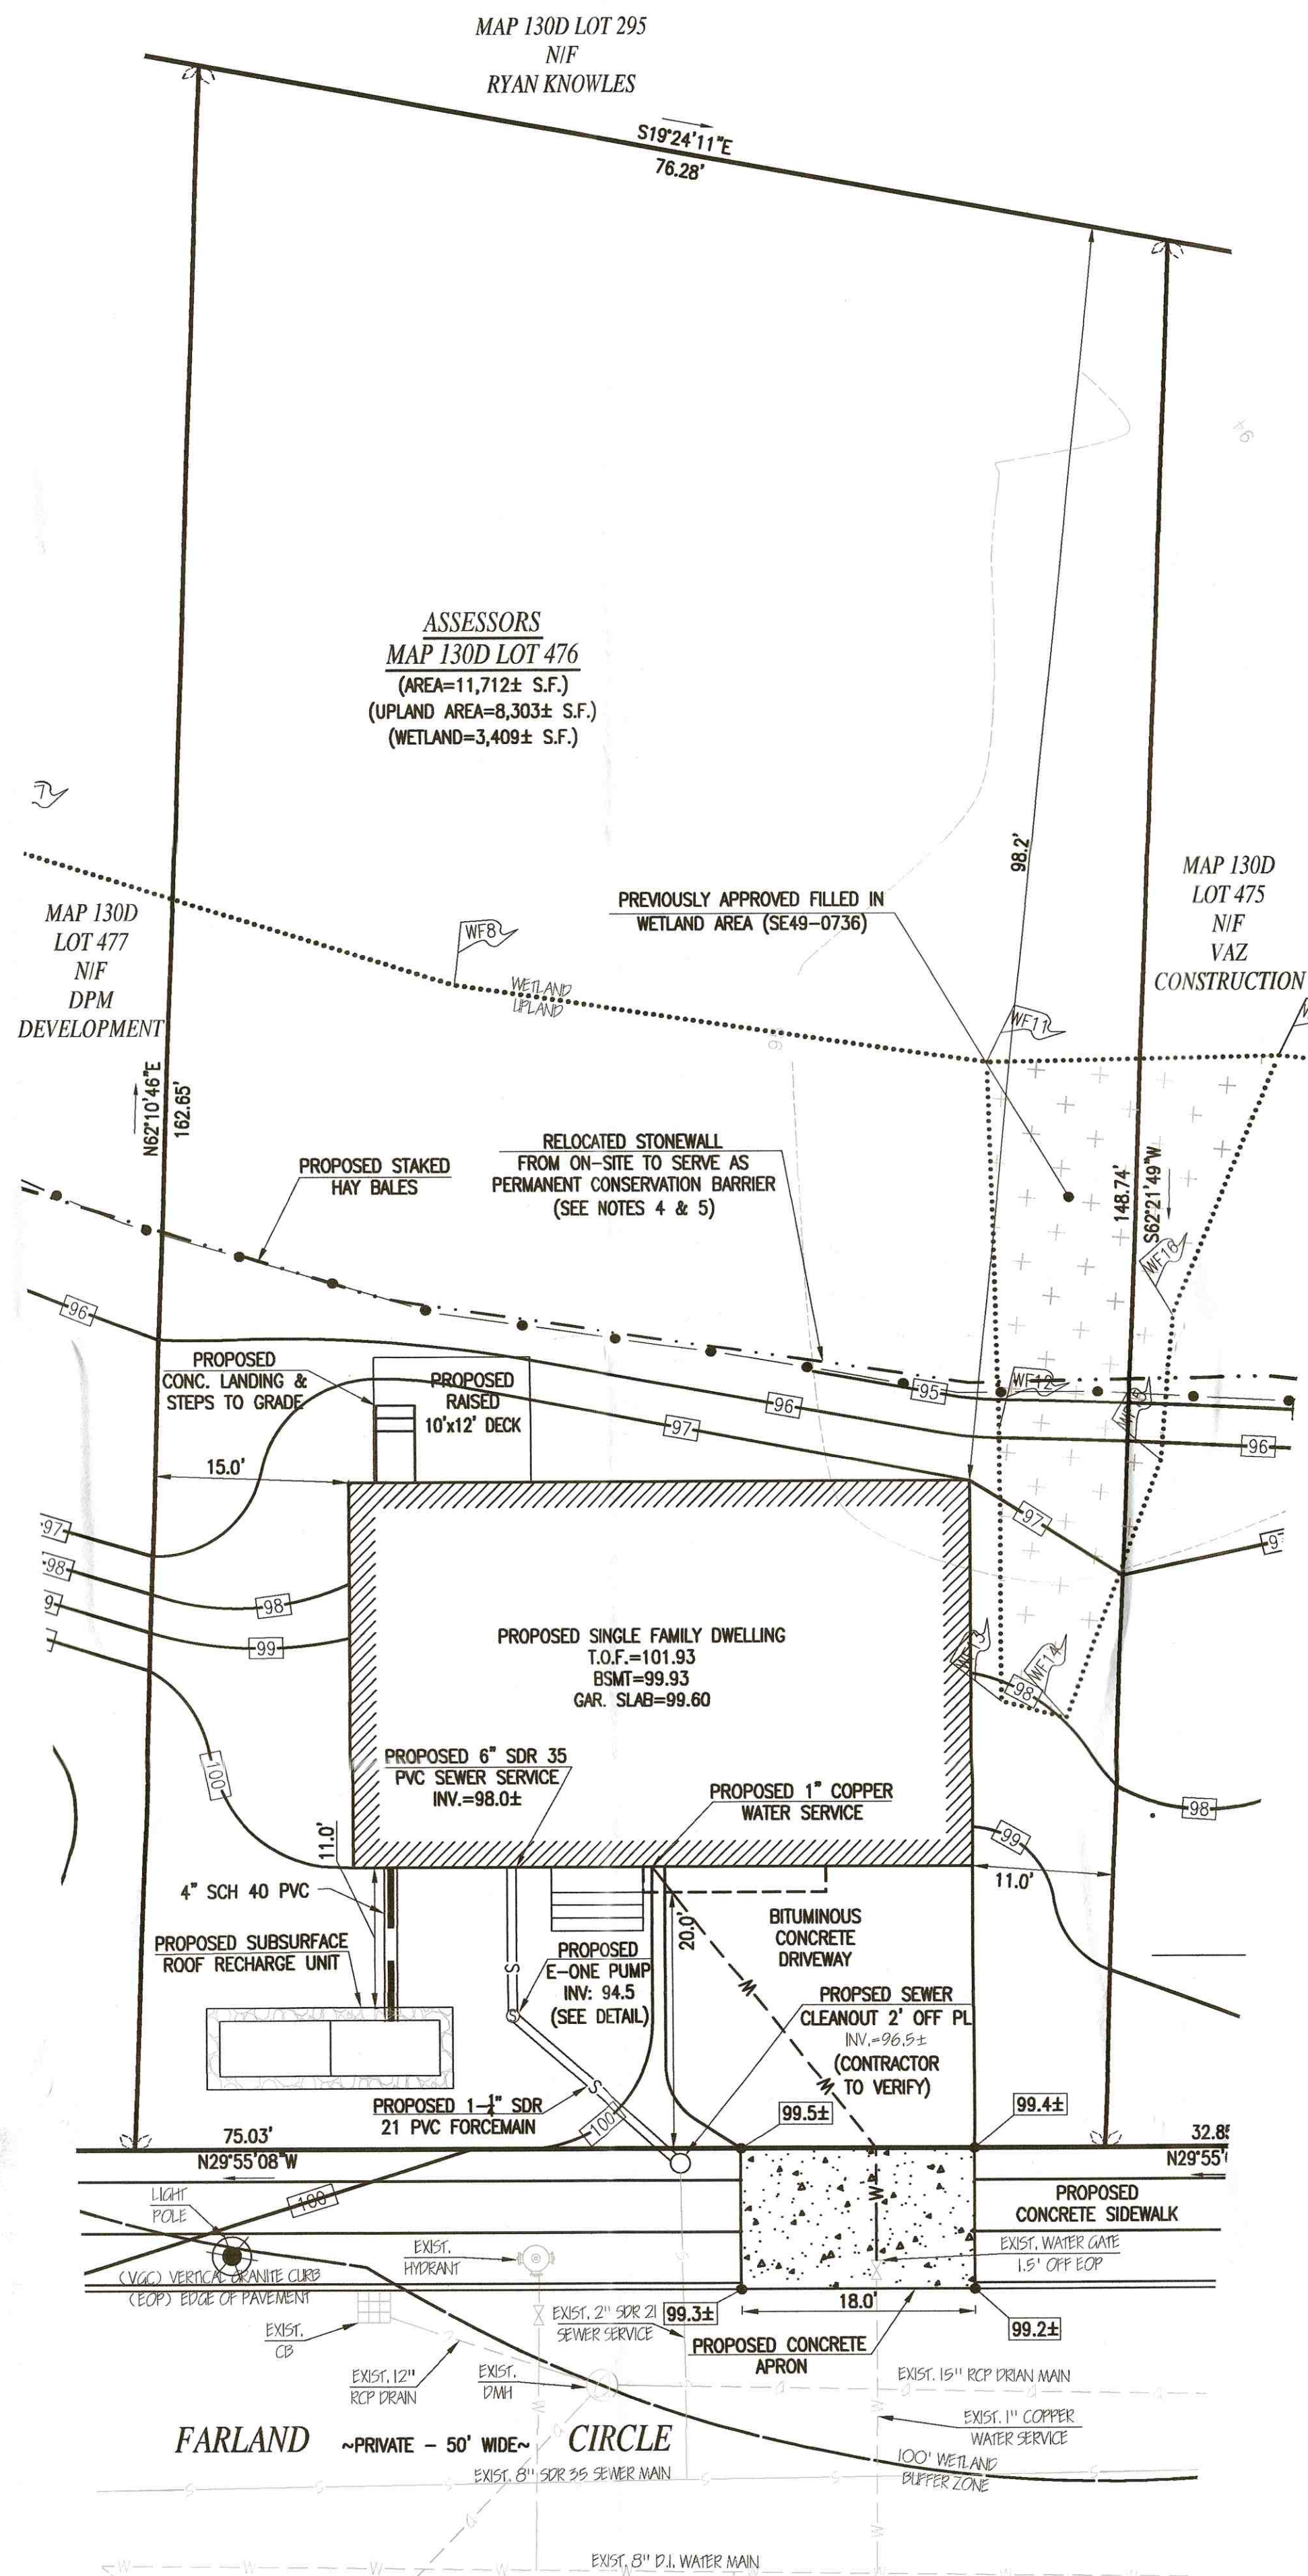 MAP 130D LOT 295
N/F
RYAN KNOWLES
S19°24'11"E
76.28'
ASSESSORS
MAP 130D LOT 476
(AREA=11,712± S.F.)
(UPLAND AREA=8,303± S.F.)
(WETLAND=3,409± S.F.)
98.2'
MAP 130D
LOT 475
N/F
VAZ
CONSTRUCTION
MAP 130D
LOT 477
N/F
DPM
DEVELOPMENT
PREVIOUSLY APPROVED FILLED IN
WETLAND AREA (SE49-0736)
WF8
WETLAND
UPLAND
WF11
96
N62°10'46"E
162.65'
148.74'
S62°21'49"W
RELOCATED STONEWALL
FROM ON-SITE TO SERVE AS
PERMANENT CONSERVATION BARRIER
(SEE NOTES 4 & 5)
PROPOSED STAKED
HAY BALES
WF16
96
PROPOSED
CONC. LANDING &
STEPS TO GRADE
PROPOSED
RAISED
10'x12' DECK
95
WF12
96
97
96
15.0'
97
97
98
98
99
PROPOSED SINGLE FAMILY DWELLING
T.O.F.=101.93
BSMT=99.93
GAR. SLAB=99.60
WF13
WF14
98
100
PROPOSED 6" SDR 35
PVC SEWER SERVICE
INV.=98.0±
PROPOSED 1" COPPER
WATER SERVICE
98
99
11.0'
11.0'
4" SCH 40 PVC
20.0'
BITUMINOUS
CONCRETE
DRIVEWAY
PROPOSED SUBSURFACE
ROOF RECHARGE UNIT
S
PROPOSED
E-ONE PUMP
INV: 94.5
(SEE DETAIL)
W
S
PROPSED SEWER
CLEANOUT 2' OFF PL
INV.=96.5±
(CONTRACTOR
TO VERIFY)
W
S
PROPOSED 1-¼" SDR
21 PVC FORCEMAIN
100
99.5±
99.4±
75.03'
N29°55'08"W
32.8
N29°55'
LIGHT
POLE
100
W
PROPOSED
CONCRETE SIDEWALK
EXIST.
HYDRANT
S
EXIST. WATER GATE
1.5' OFF EOP
(VGC) VERTICAL GRANITE CURB
(EOP) EDGE OF PAVEMENT
18.0'
EXIST. 2" SDR 21
SEWER SERVICE
99.3±
99.2±
EXIST.
CB
PROPOSED CONCRETE
APRON
EXIST. 12"
RCP DRAIN
EXIST.
DMH
EXIST. 15" RCP DRIAN MAIN
EXIST. 1" COPPER
WATER SERVICE
FARLAND ~PRIVATE – 50' WIDE~ CIRCLE
100' WETLAND
BUFFER ZONE
EXIST. 8" SDR 35 SEWER MAIN
EXIST. 8" D.I. WATER MAIN